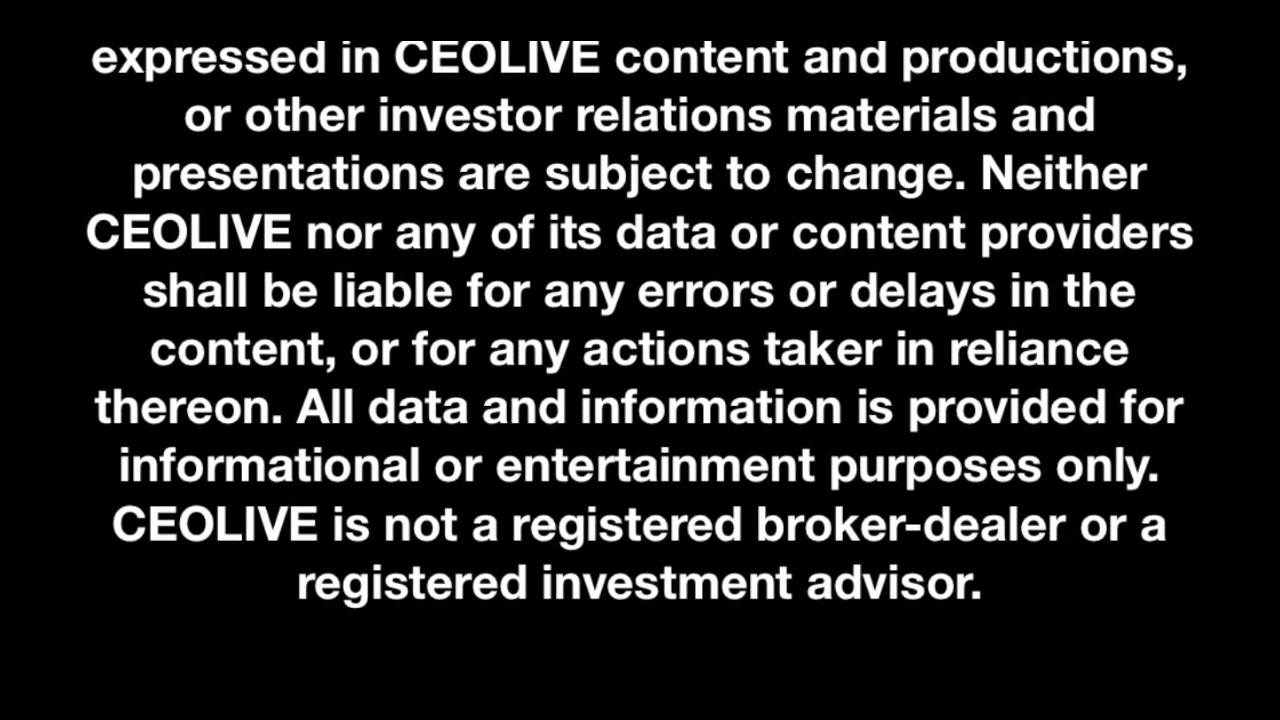 expressed in CEOLIVE content and productions,
or other investor relations materials and
presentations are subject to change. Neither
CEOLIVE nor any of its data or content providers
shall be liable for any errors or delays in the
content, or for any actions taker in reliance
thereon. All data and information is provided for
informational or entertainment purposes only.
CEOLIVE is not a registered broker-dealer or a
registered investment advisor.